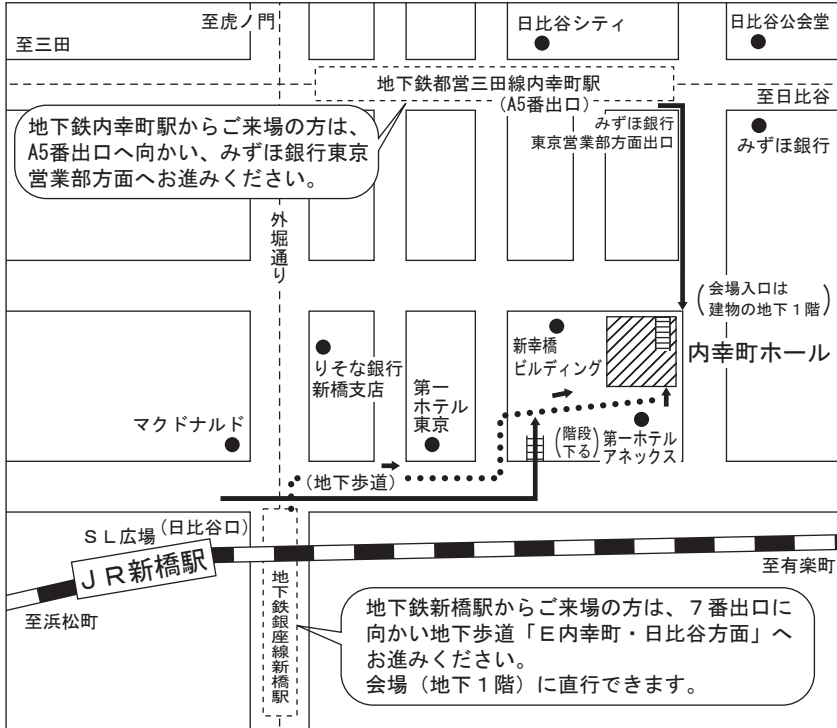 至虎ノ門
至三田
日比谷シティ
日比谷公会堂
地下鉄都営三田線内幸町駅
(A5番出口)
至日比谷
地下鉄内幸町駅からご来場の方は、
A5番出口へ向かい、みずほ銀行東京
営業部方面へお進みください。
みずほ銀行
東京営業部方面出口
みずほ銀行
外堀通り
(会場入口は
建物の地下1階)
新幸橋
ビルディング
内幸町ホール
りそな銀行
新橋支店
第一
ホテル
東京
マクドナルド
(階段
下る)
第一ホテル
アネックス
(地下歩道)
SL広場
(日比谷口)
JR新橋駅
至有楽町
至浜松町
地下鉄銀座線新橋駅
地下鉄新橋駅からご来場の方は、7番出口に
向かい地下歩道「E内幸町・日比谷方面」へ
お進みください。
会場(地下1階)に直行できます。